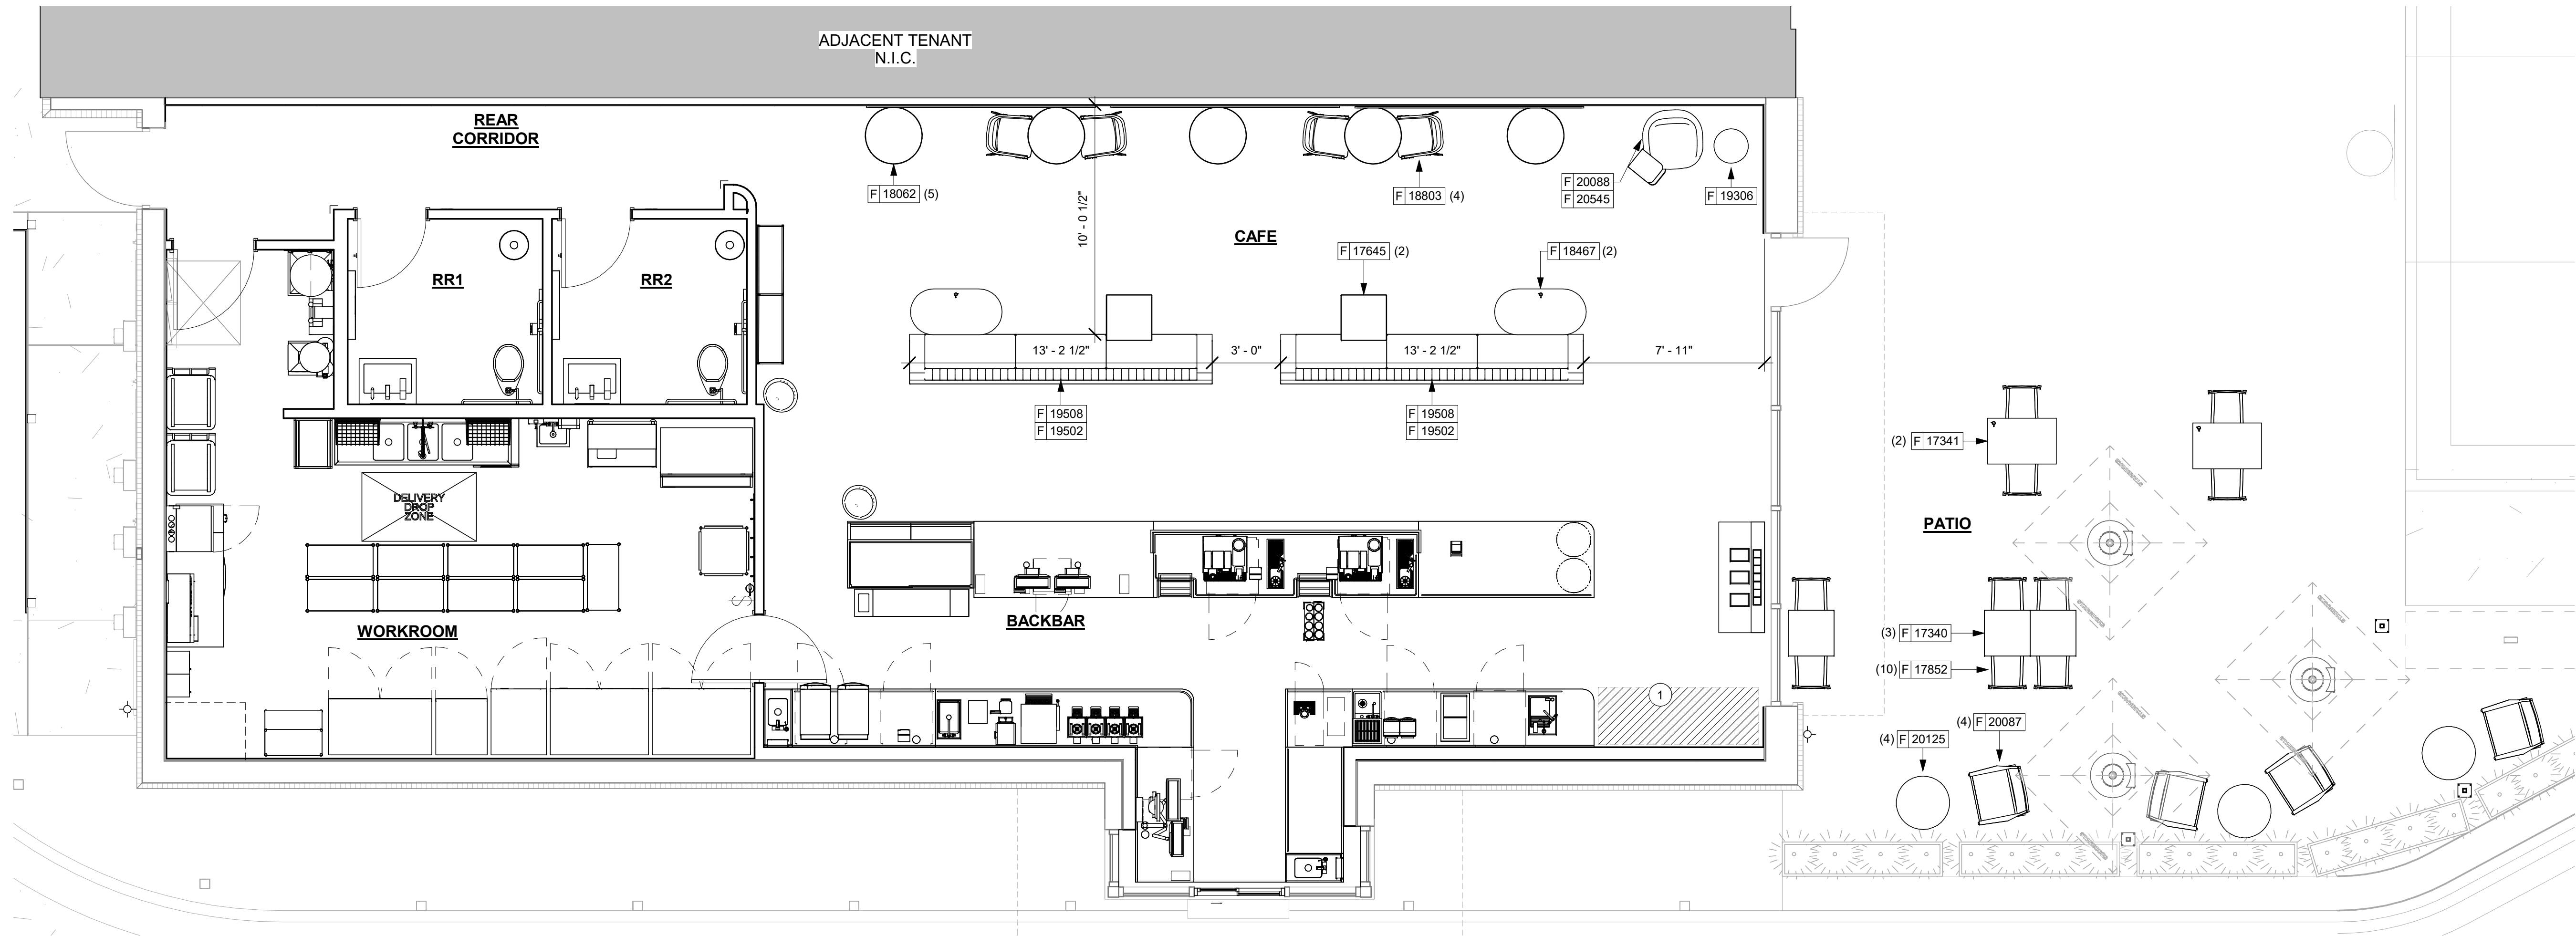 ADJACENT TENANT
N.I.C.
REAR
CORRIDOR
F 18062 (5)
10' - 0 1/2"
F 18803 (4)
F 20088
F 20545
F 19306
CAFE
F 17645 (2)
F 18467 (2)
RR1
RR2
13' - 2 1/2"
3' - 0"
13' - 2 1/2"
7' - 11"
F 19508
F 19502
F 19508
F 19502
(2) F 17341
DELIVERY
DROP
ZONE
PATIO
WORKROOM
BACKBAR
(3) F 17340
(10) F 17852
1
(4) F 20087
(4) F 20125